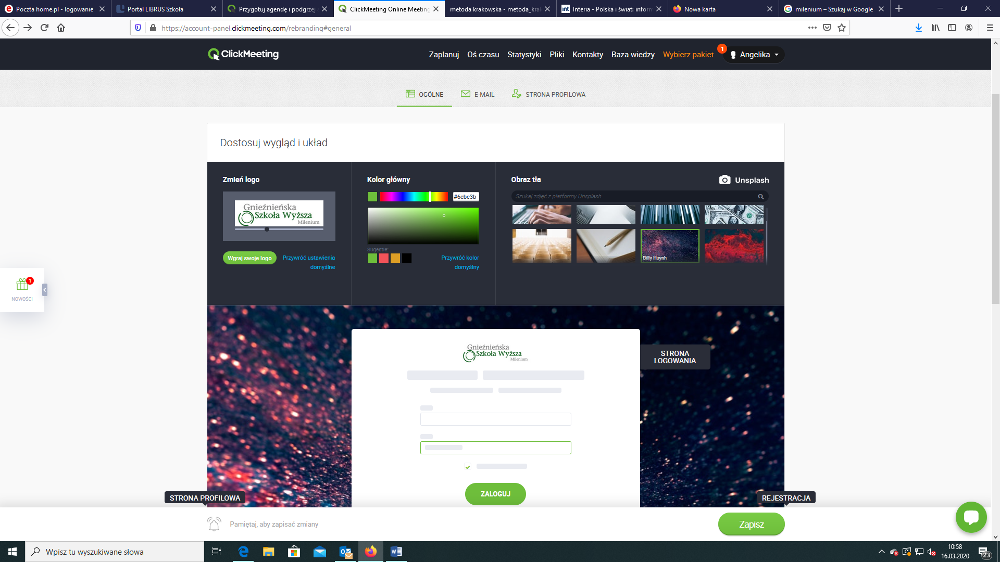 Poczta home.pl - logowanie
Portal LIBRUS Szkoła
Przygotuj agendę i podgrzej
ClickMeeting Online Meeting
metoda krakowska - metoda_kra
Interia - Polska i świat: inform
Nowa karta
milenium – Szukaj w Google
https://account-panel.clickmeeting.com/rebranding#general
ClickMeeting
Zaplanuj Oś czasu Statystyki Pliki Kontakty Baza wiedzy Wybierz pakiet 1 Angelika
OGÓLNE E-MAIL STRONA PROFILOWA
Dostosuj wygląd i układ
Zmień logo
Gnieźnieńska
Szkoła Wyższa
Milenium
Wgraj swoje logo
Przywróć ustawienia
domyślne
Kolor główny
#6ebe3b
Sugestie:
Przywróć kolor
domyślny
Obraz tła
Unsplash
Szukaj zdjęć z platformy Unsplash
Billy Huynh
1
NOWOŚCI
Gnieźnieńska
Szkoła Wyższa
Milenium
STRONA
LOGOWANIA
ZALOGUJ
STRONA PROFILOWA
REJESTRACJA
Pamiętaj, aby zapisać zmiany
Zapisz
Wpisz tu wyszukiwane słowa
10:58
16.03.2020
23